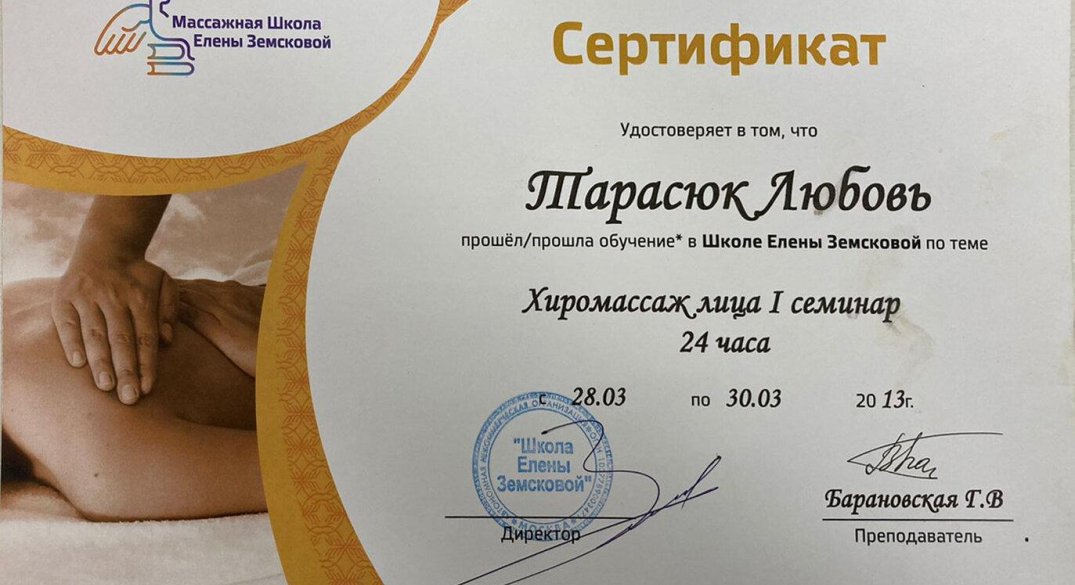 Массажная Школа
Елены Земсковой
Сертификат
Удостоверяет в том, что
Тарасюк Любовь
прошёл/прошла обучение* в Школе Елены Земсковой по теме
Хиромассаж лица I семинар
24 часа
с 28.03 по 30.03 2013г.
"Школа
Елены
Земсковой"
МОСКВА
Директор
Барановская Г.В
Преподаватель